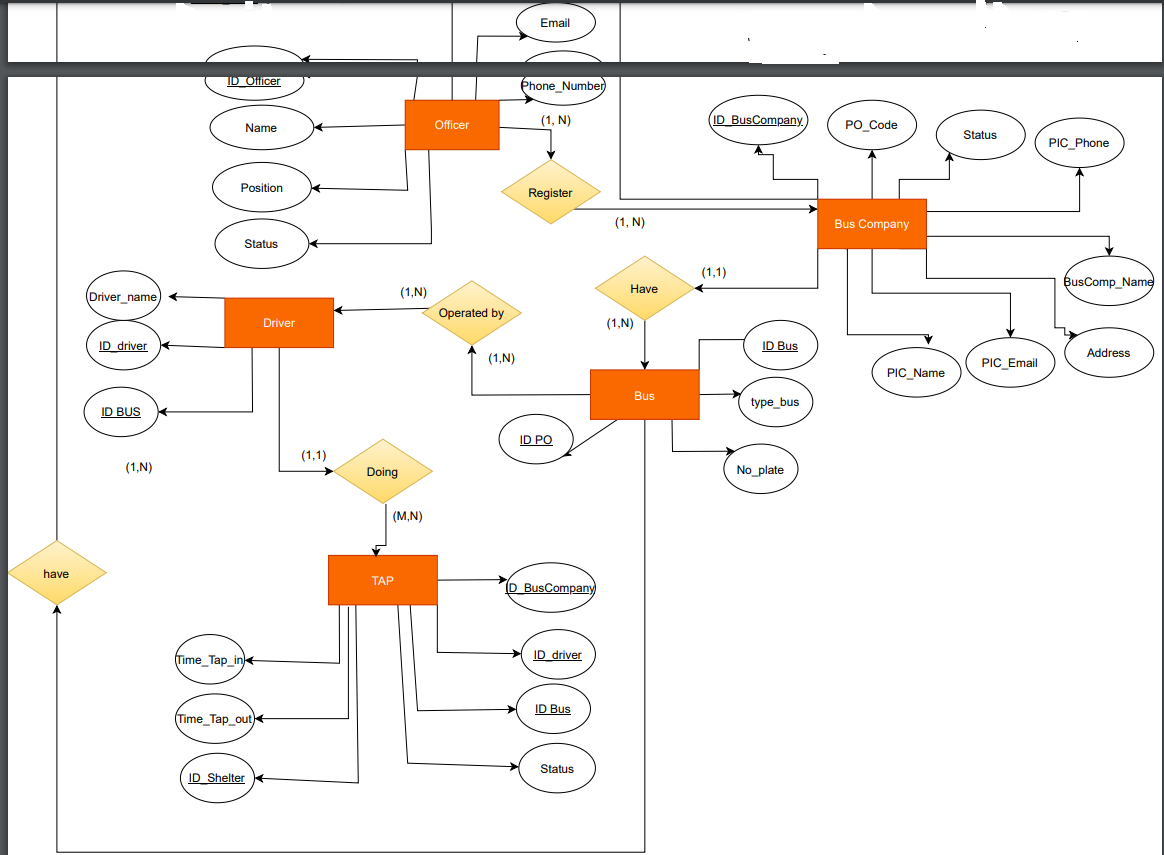 Email
ID_Officer
Phone_Number
Officer
(1, N)
Name
Position
Register
Status
(1, N)
ID_BusCompany
PO_Code
Status
PIC_Phone
Bus Company
BusComp_Name
Address
PIC_Email
PIC_Name
Have
(1,1)
(1,N)
Driver_name
Driver
(1,N)
Operated by
(1,N)
ID_driver
ID BUS
(1,N)
ID Bus
Bus
type_bus
ID PO
No_plate
(1,1)
Doing
(M,N)
have
TAP
ID_BusCompany
Time_Tap_in
ID_driver
Time_Tap_out
ID Bus
ID_Shelter
Status